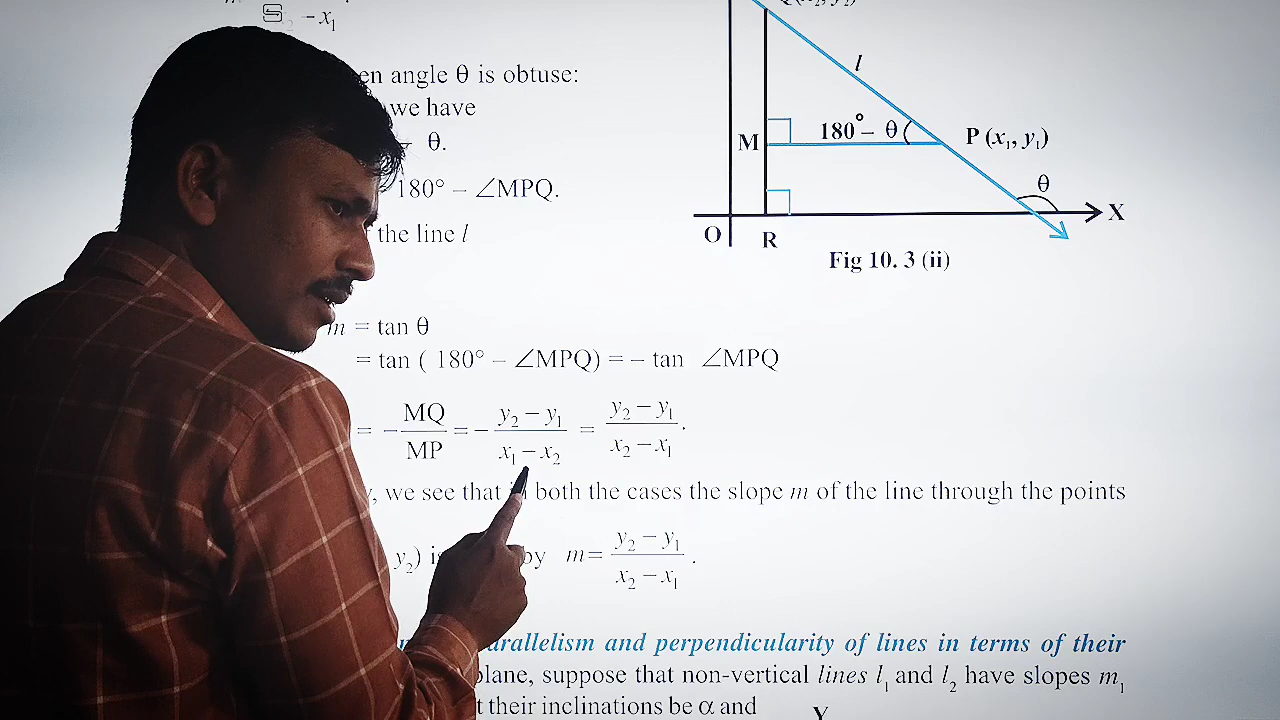 – x₁
en angle θ is obtuse:
we have
θ.
180° – ∠MPQ.
the line l
l
M
180° – θ
P (x₁, y₁)
θ
X
O
R
Fig 10. 3 (ii)
m = tan θ
= tan ( 180° – ∠MPQ) = – tan ∠MPQ
= – MQ/MP = – (y₂ – y₁)/(x₁ – x₂) = (y₂ – y₁)/(x₂ – x₁).
, we see that in both the cases the slope m of the line through the points
y₂) is by m = (y₂ – y₁)/(x₂ – x₁).
parallelism and perpendicularity of lines in terms of their
plane, suppose that non-vertical lines l₁ and l₂ have slopes m₁
t their inclinations be α and
Y